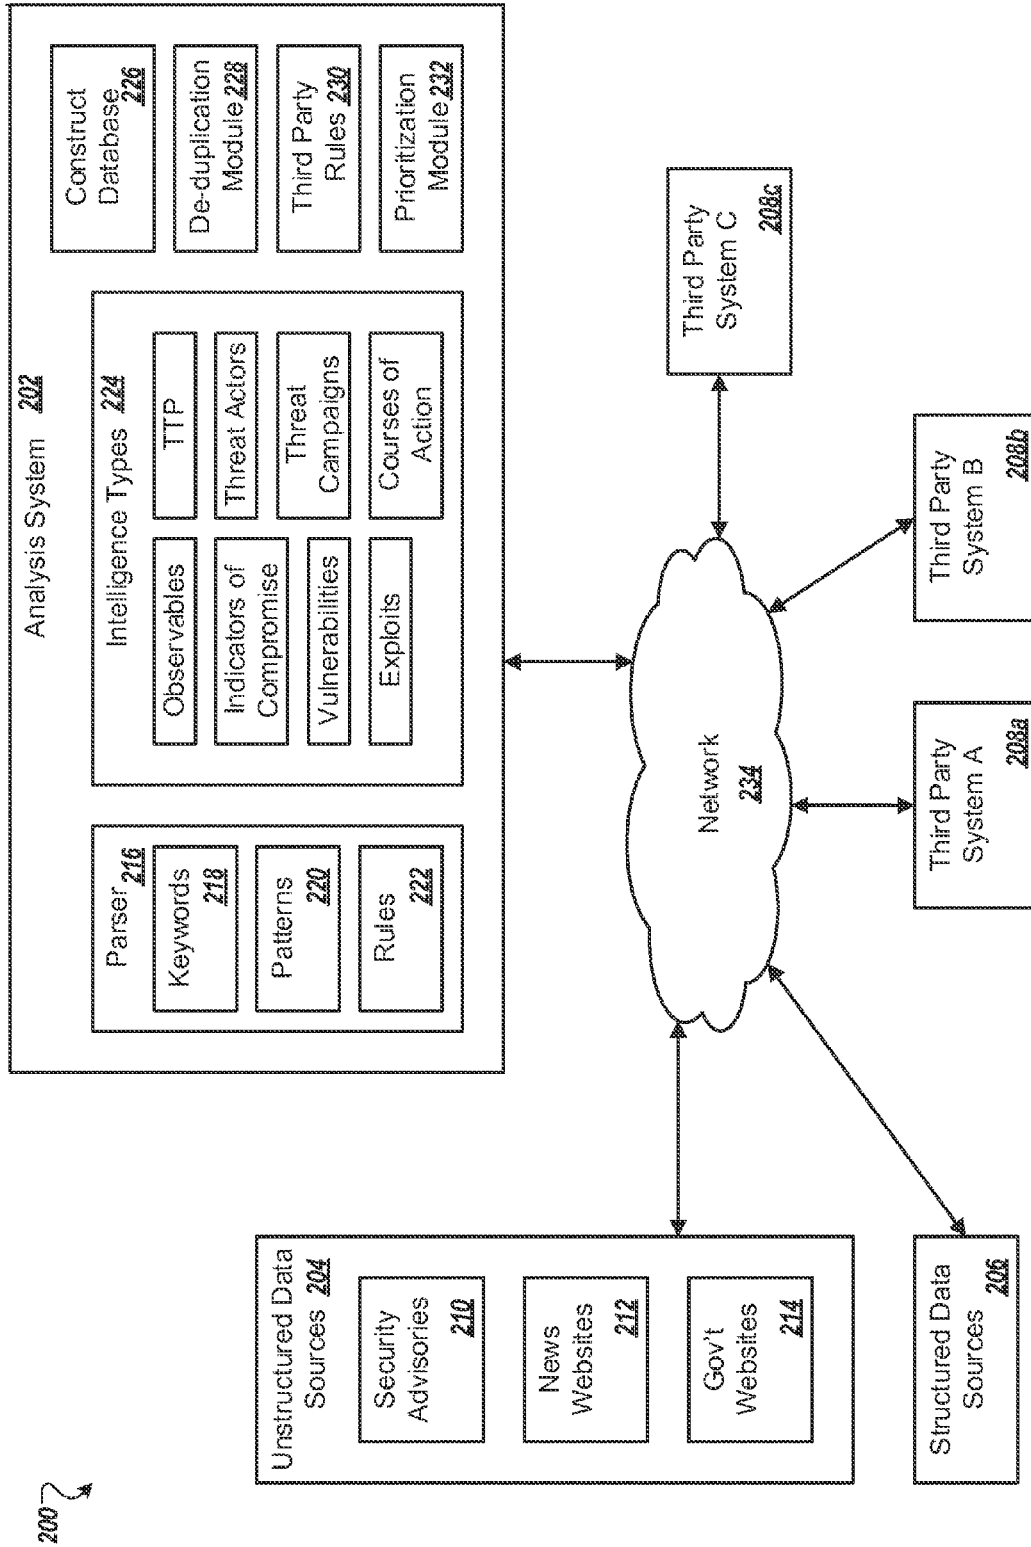 200
Analysis System 202
Parser 216
Keywords
218
Patterns
220
Rules
222
Intelligence Types 224
Observables
Indicators of
Compromise
Vulnerabilities
Exploits
TTP
Threat Actors
Threat
Campaigns
Courses of
Action
Construct
Database
226
De-duplication
Module 228
Third Party
Rules 230
Prioritization
Module 232
Unstructured Data
Sources 204
Security
Advisories
210
News
Websites
212
Gov't
Websites
214
Network
234
Structured Data
Sources 206
Third Party
System A
208a
Third Party
System B
208b
Third Party
System C
208c